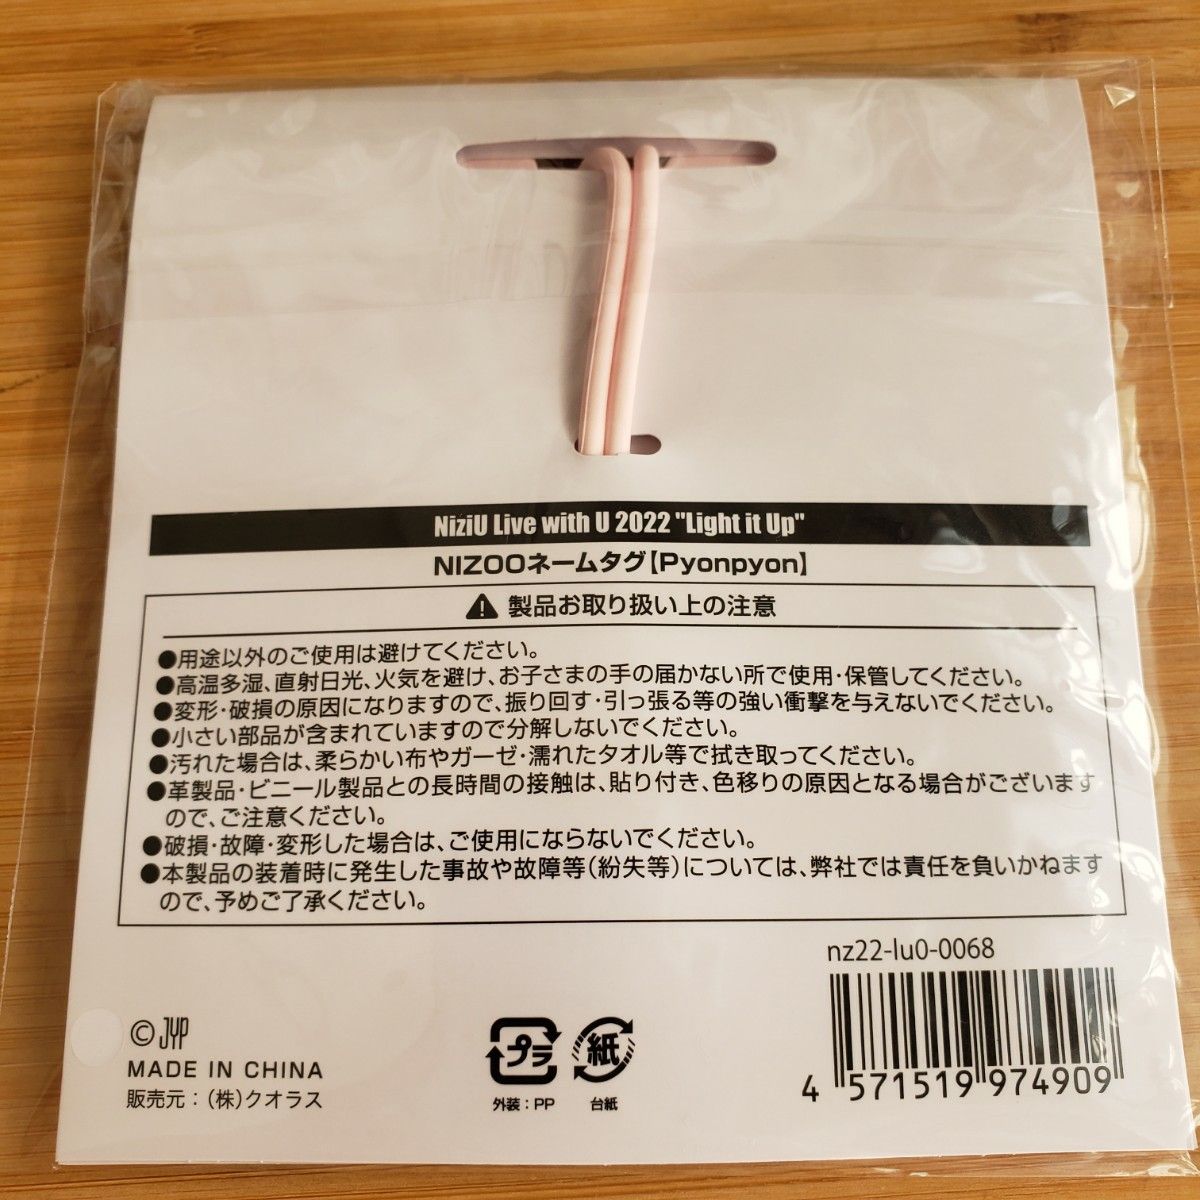 NiziU Live with U 2022 "Light it Up"
NIZOOネームタグ【Pyonpyon】
製品お取り扱い上の注意
●用途以外のご使用は避けてください。
●高温多湿、直射日光、火気を避け、お子さまの手の届かない所で使用・保管してください。
●変形・破損の原因になりますので、振り回す・引っ張る等の強い衝撃を与えないでください。
●小さい部品が含まれていますので分解しないでください。
●汚れた場合は、柔らかい布やガーゼ・濡れたタオル等で拭き取ってください。
●革製品・ビニール製品との長時間の接触は、貼り付き、色移りの原因となる場合がございます
ので、ご注意ください。
●破損・故障・変形した場合は、ご使用にならないでください。
●本製品の装着時に発生した事故や故障等(紛失等)については、弊社では責任を負いかねます
ので、予めご了承ください。
nz22-lu0-0068
4 571519 974909
© JYP
MADE IN CHINA
販売元：(株)クオラス
プラ
外装：PP
紙
台紙